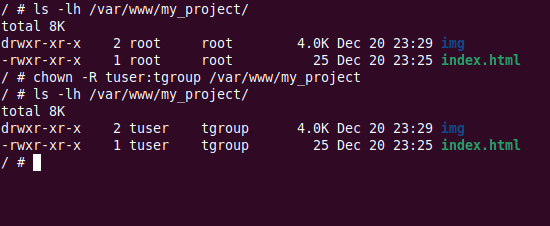 / # ls -lh /var/www/my_project/
total 8K
drwxr-xr-x    2 root     root        4.0K Dec 20 23:29 img
-rwxr-xr-x    1 root     root          25 Dec 20 23:25 index.html
/ # chown -R tuser:tgroup /var/www/my_project
/ # ls -lh /var/www/my_project/
total 8K
drwxr-xr-x    2 tuser    tgroup      4.0K Dec 20 23:29 img
-rwxr-xr-x    1 tuser    tgroup        25 Dec 20 23:25 index.html
/ #